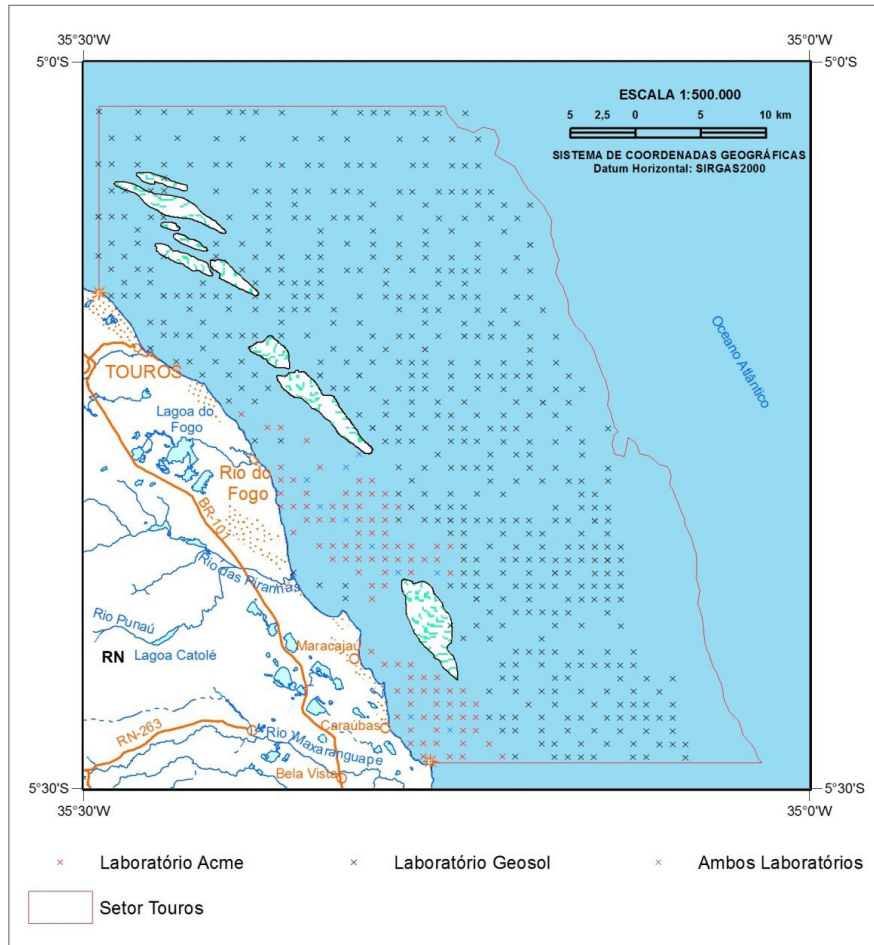 35°30'W
35°0'W
5°0'S
ESCALA 1:500.000
5 2,5 0 5 10 km
SISTEMA DE COORDENADAS GEOGRÁFICAS
Datum Horizontal: SIRGAS2000
Oceano Atlântico
TOUROS
Lagoa do
Fogo
Rio do
Fogo
BR-101
Rio das Piranhas
Rio Punaú
Maracajaú
RN
Lagoa Catolé
RN-263
Caraúbas
Rio Maxaranguape
Bela Vista
5°30'S
5°30'S
35°30'W
35°0'W
Laboratório Acme
Laboratório Geosol
Ambos Laboratórios
Setor Touros